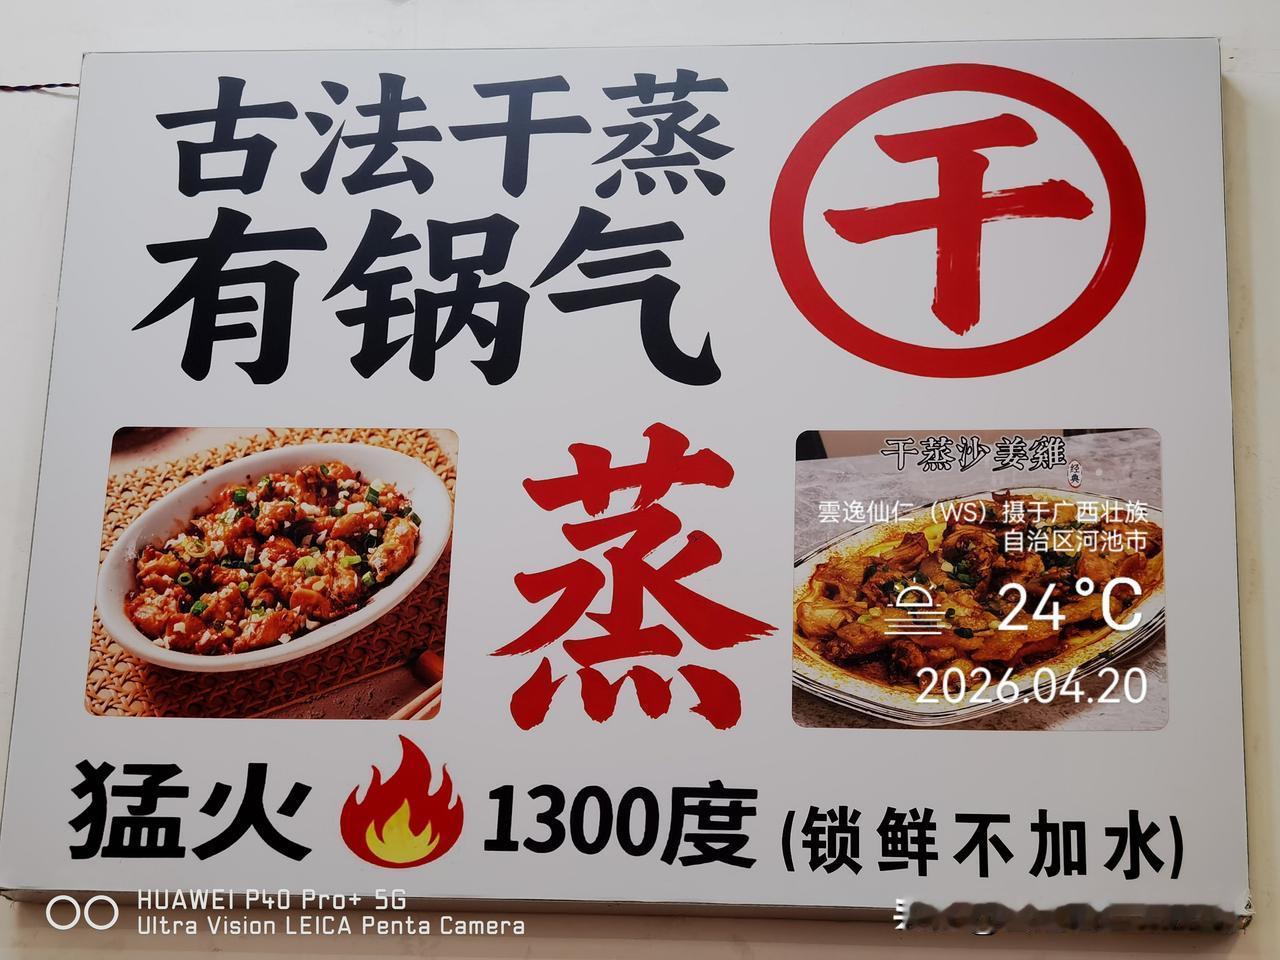 古法干蒸
有锅气
干
蒸
干蒸沙姜雞
经典
雲逸仙仁（WS）摄于广西壮族
自治区河池市
24°C
2026.04.20
猛火 1300度 (锁鲜不加水)
HUAWEI P40 Pro+ 5G
Ultra Vision LEICA Penta Camera